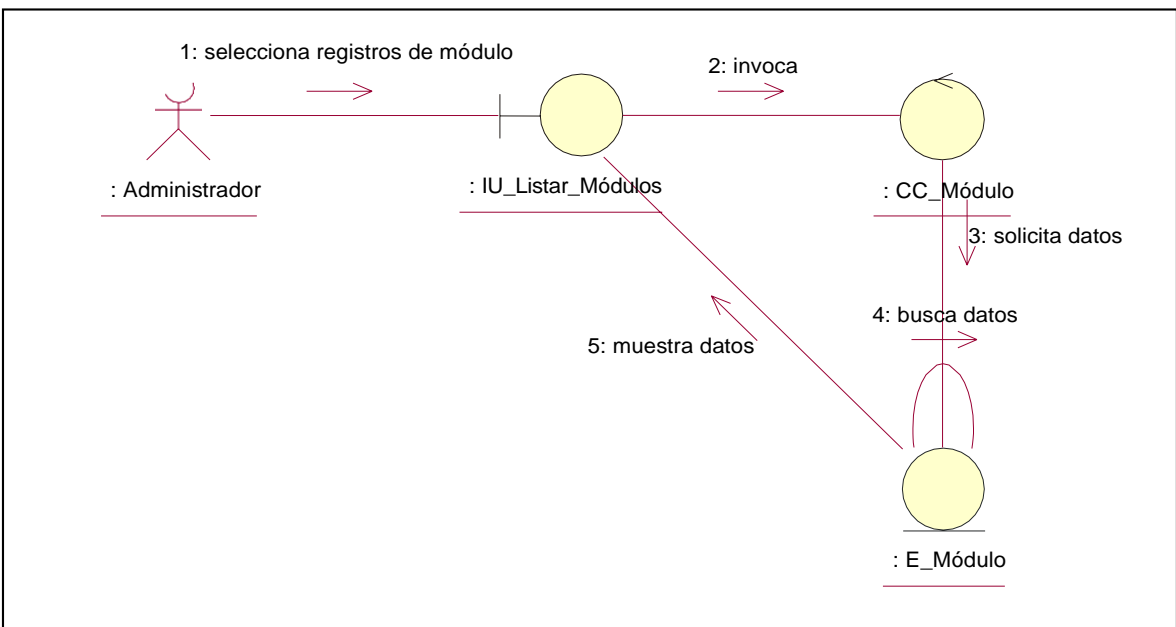 1: selecciona registros de módulo
2: invoca
: Administrador
: IU_Listar_Módulos
: CC_Módulo
3: solicita datos
4: busca datos
5: muestra datos
: E_Módulo